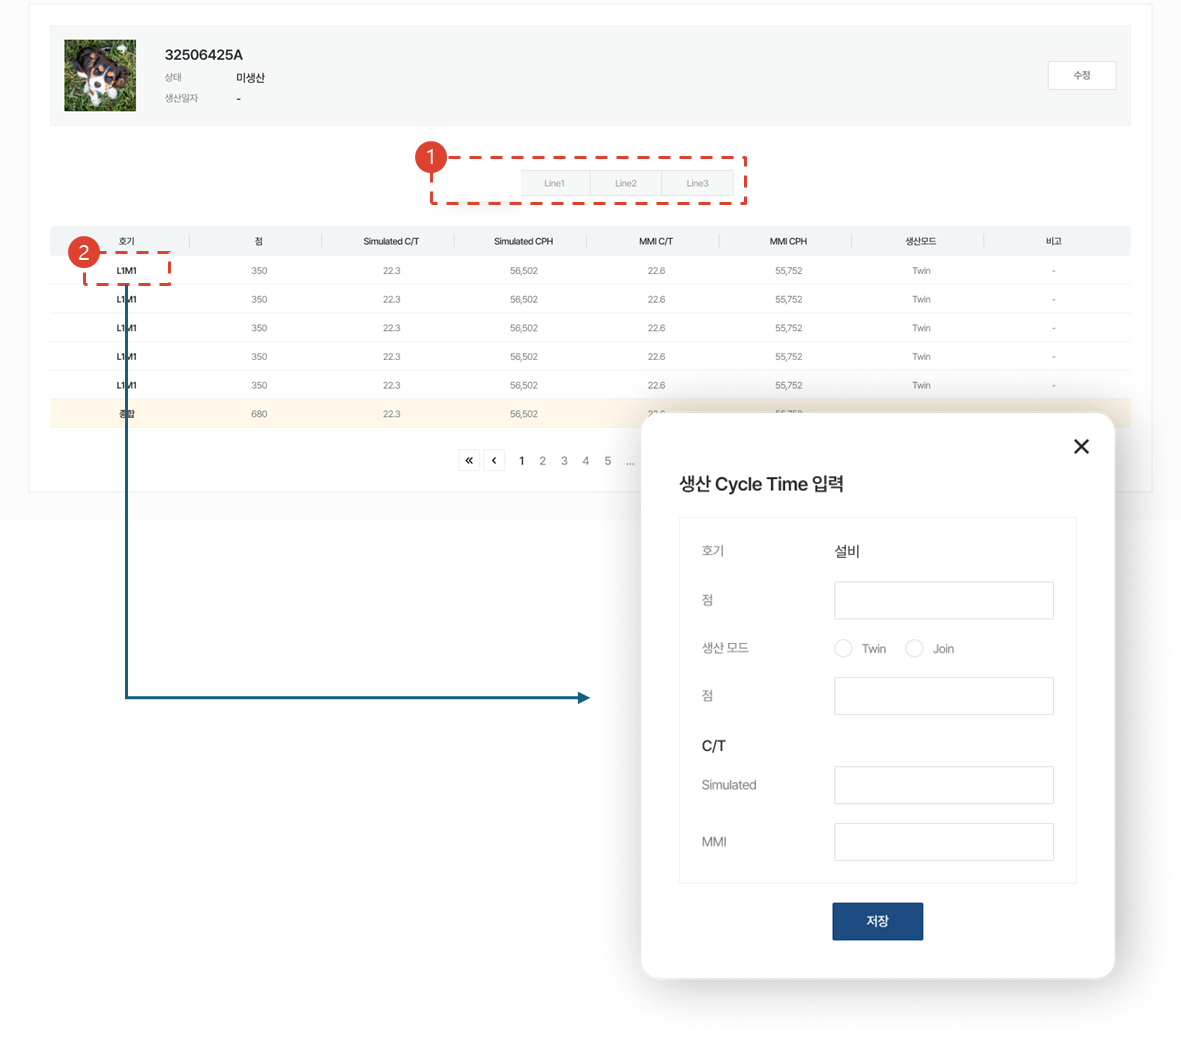 32506425A
상태 미생산
생산일자 -
수정
1
Line1 Line2 Line3
호기 점 Simulated C/T Simulated CPH MMI C/T MMI CPH 생산모드 비고
2
L1M1 350 22.3 56,502 22.6 55,752 Twin -
L1M1 350 22.3 56,502 22.6 55,752 Twin -
L1M1 350 22.3 56,502 22.6 55,752 Twin -
L1M1 350 22.3 56,502 22.6 55,752 Twin -
L1M1 350 22.3 56,502 22.6 55,752 Twin -
종합 680 22.3 56,502
« ‹ 1 2 3 4 5 ...
생산 Cycle Time 입력
호기 설비
점
생산 모드 Twin Join
점
C/T
Simulated
MMI
저장